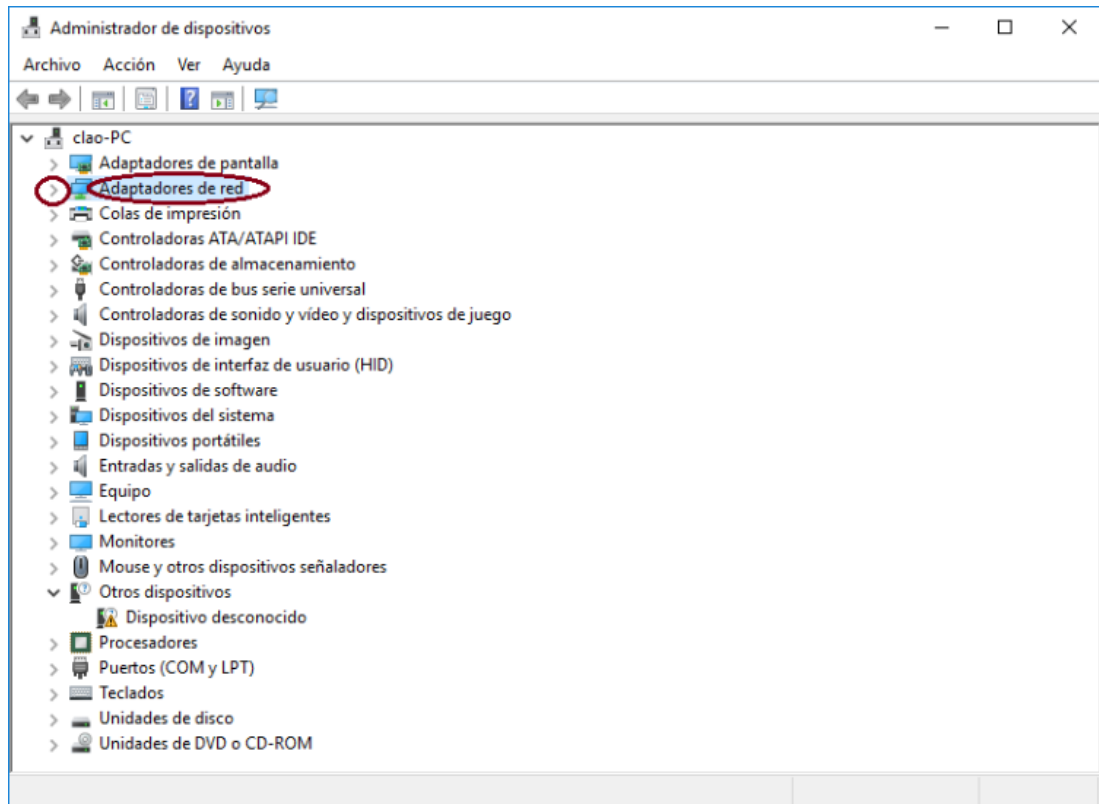 Administrador de dispositivos
Archivo Acción Ver Ayuda
?
clao-PC
Adaptadores de pantalla
Adaptadores de red
Colas de impresión
Controladoras ATA/ATAPI IDE
Controladoras de almacenamiento
Controladoras de bus serie universal
Controladoras de sonido y vídeo y dispositivos de juego
Dispositivos de imagen
Dispositivos de interfaz de usuario (HID)
Dispositivos de software
Dispositivos del sistema
Dispositivos portátiles
Entradas y salidas de audio
Equipo
Lectores de tarjetas inteligentes
Monitores
Mouse y otros dispositivos señaladores
Otros dispositivos
Dispositivo desconocido
Procesadores
Puertos (COM y LPT)
Teclados
Unidades de disco
Unidades de DVD o CD-ROM